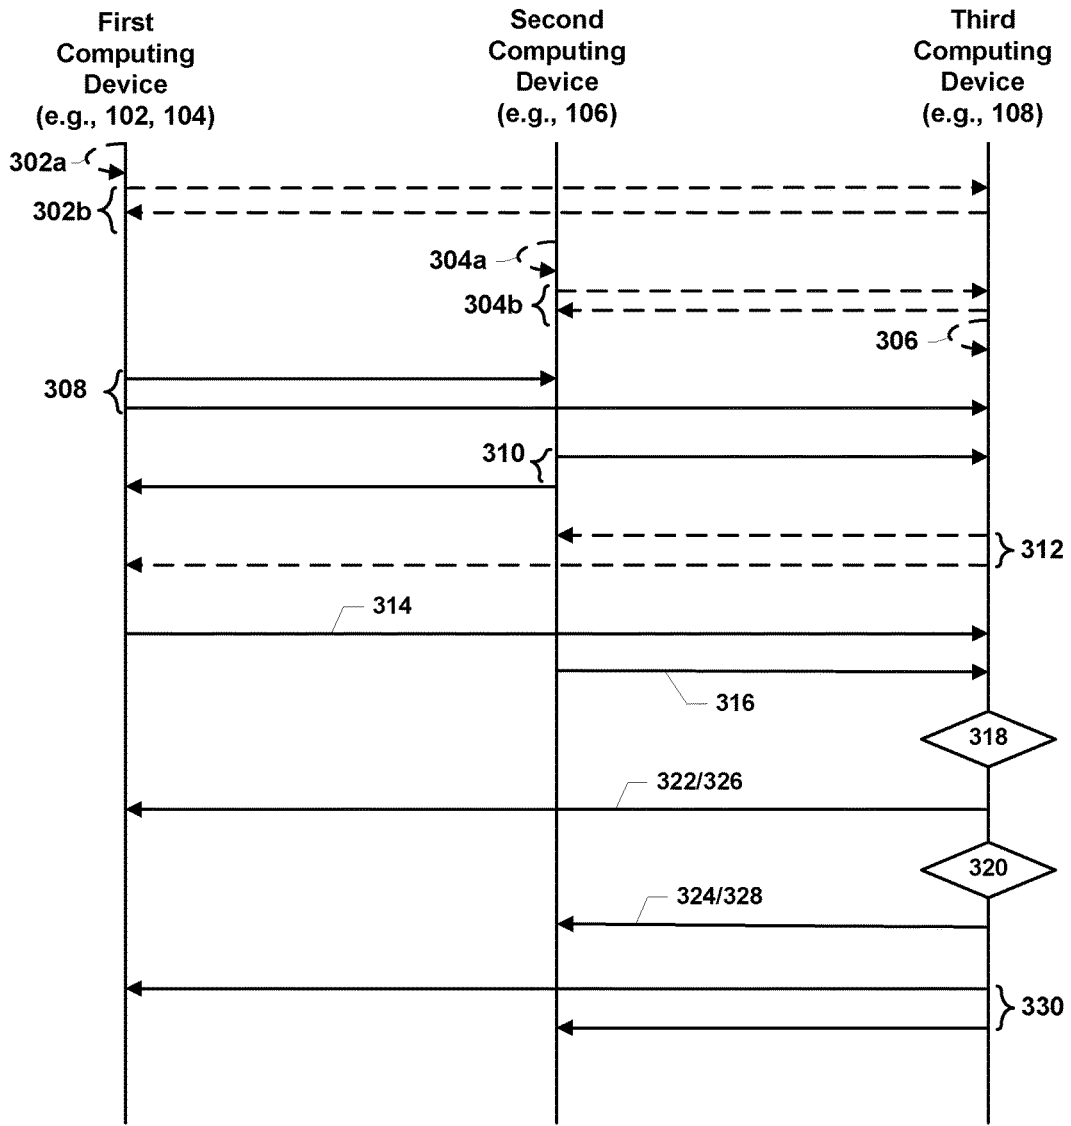 First
Computing
Device
(e.g., 102, 104)
Second
Computing
Device
(e.g., 106)
Third
Computing
Device
(e.g., 108)
302a
302b
304a
304b
306
308
310
312
314
316
318
322/326
320
324/328
330